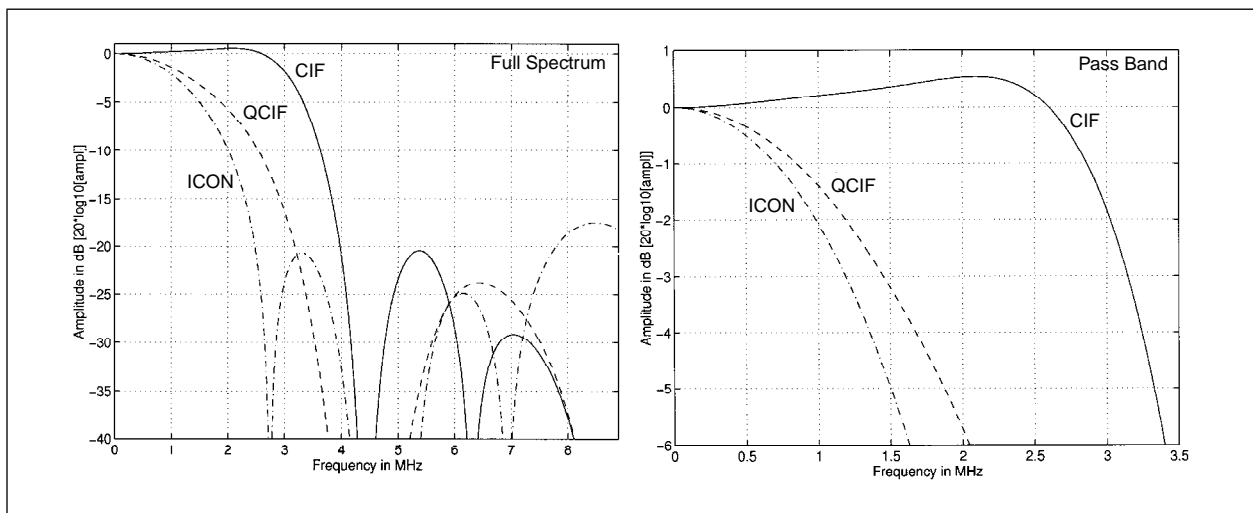 Full Spectrum
CIF
QCIF
ICON
0
−5
−10
−15
−20
−25
−30
−35
−40
Amplitude in dB [20*log10[ampl]]
0 1 2 3 4 5 6 7 8
Frequency in MHz
Pass Band
CIF
QCIF
ICON
1
0
−1
−2
−3
−4
−5
−6
Amplitude in dB [20*log10[ampl]]
0 0.5 1 1.5 2 2.5 3 3.5
Frequency in MHz